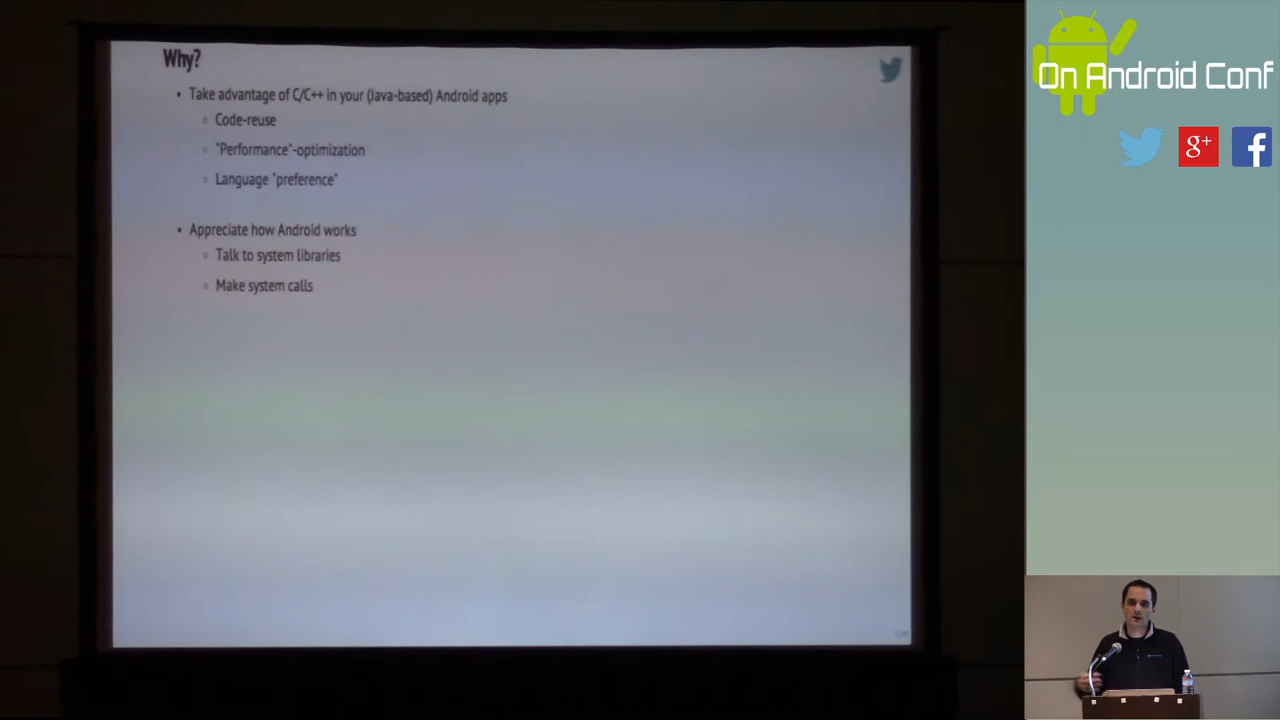 Why?
Take advantage of C/C++ in your (Java-based) Android apps
Code-reuse
"Performance"-optimization
Language "preference"
Appreciate how Android works
Talk to system libraries
Make system calls
On Android Conf
g+
f